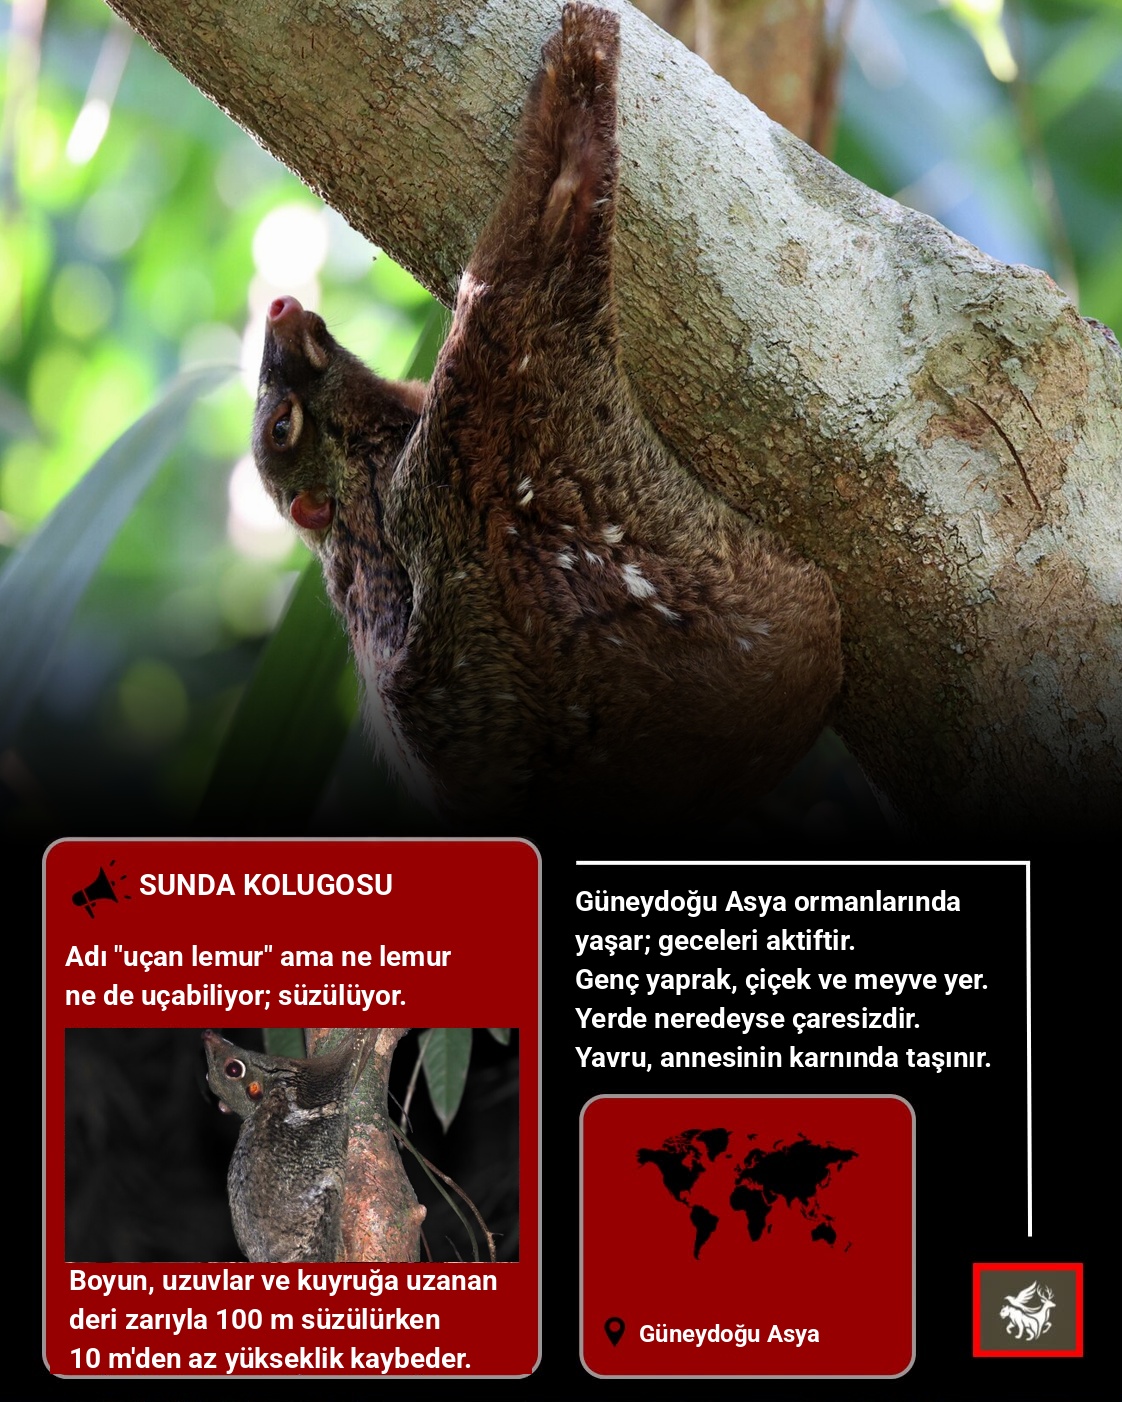 SUNDA KOLUGOSU
Adı "uçan lemur" ama ne lemur
ne de uçabiliyor; süzülüyor.
Boyun, uzuvlar ve kuyruğa uzanan
deri zarıyla 100 m süzülürken
10 m'den az yükseklik kaybeder.
Güneydoğu Asya ormanlarında
yaşar; geceleri aktiftir.
Genç yaprak, çiçek ve meyve yer.
Yerde neredeyse çaresizdir.
Yavru, annesinin karnında taşınır.
Güneydoğu Asya